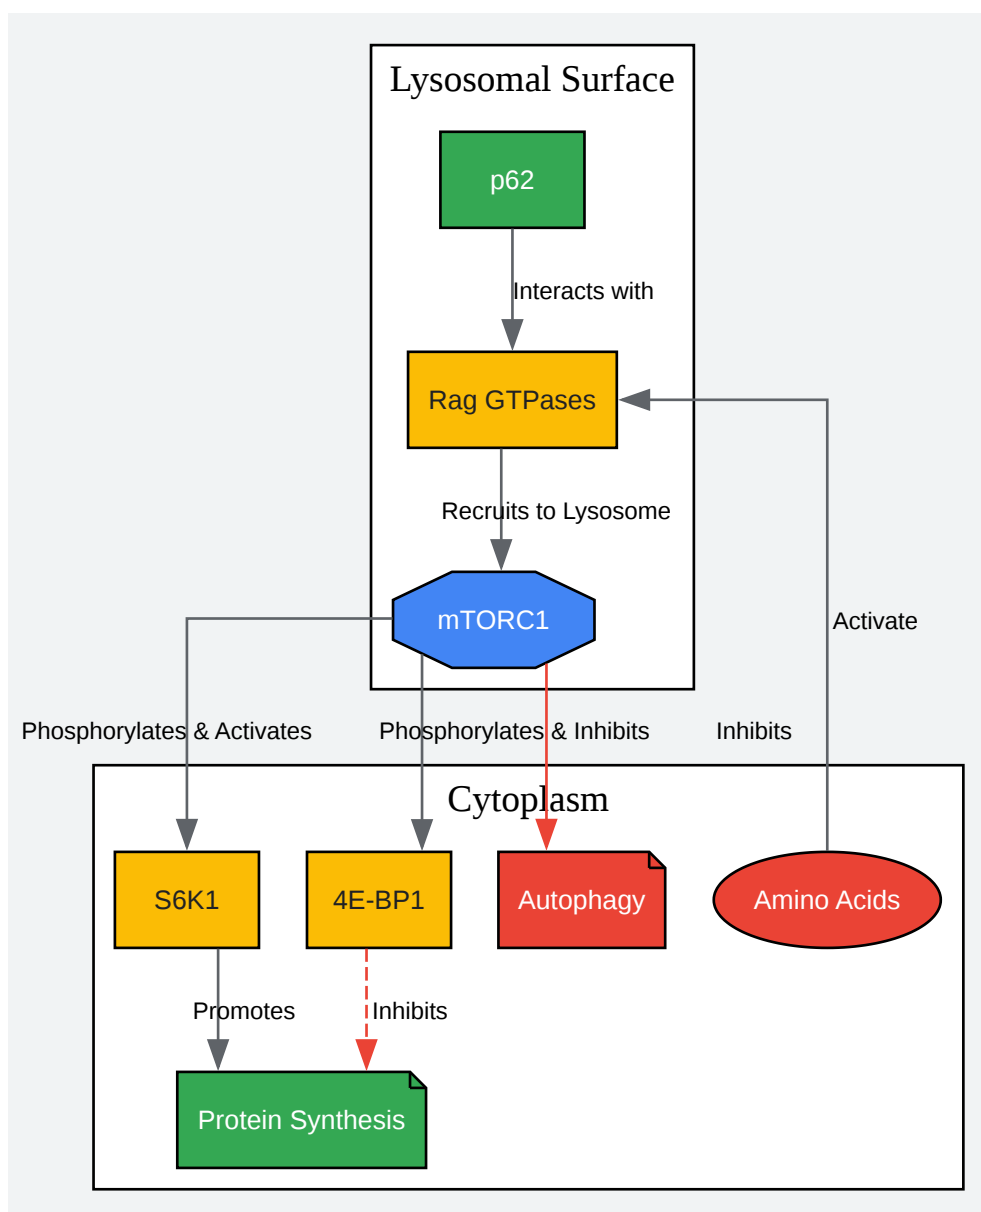 Lysosomal Surface
p62
Interacts with
Rag GTPases
Recruits to Lysosome
mTORC1
Activate
Phosphorylates & Activates
Phosphorylates & Inhibits
Inhibits
Cytoplasm
S6K1
4E-BP1
Autophagy
Amino Acids
Promotes
Inhibits
Protein Synthesis